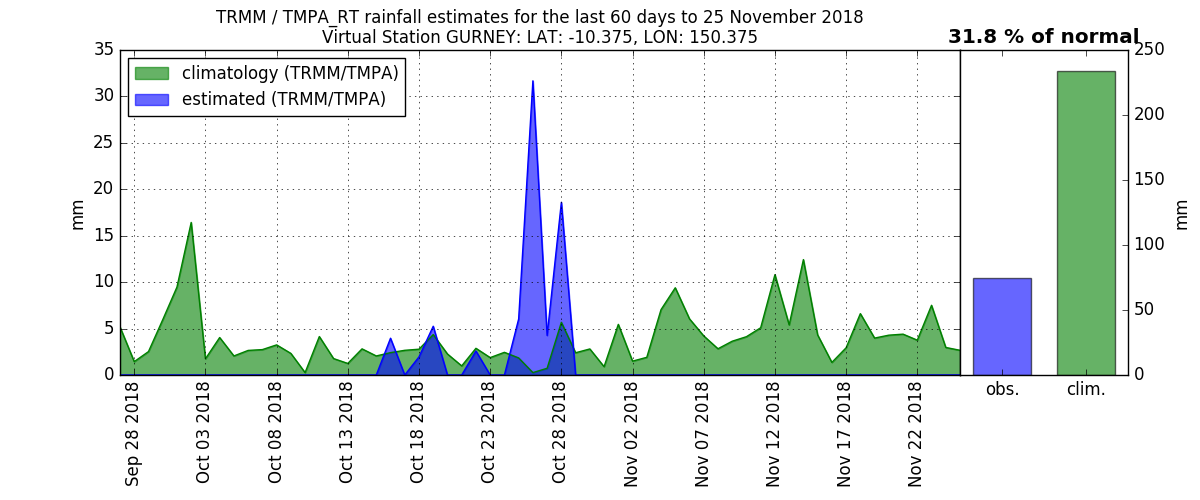 TRMM / TMPA_RT rainfall estimates for the last 60 days to 25 November 2018
Virtual Station GURNEY: LAT: -10.375, LON: 150.375
31.8 % of normal
climatology (TRMM/TMPA)
estimated (TRMM/TMPA)
mm
35
30
25
20
15
10
5
0
Sep 28 2018
Oct 03 2018
Oct 08 2018
Oct 13 2018
Oct 18 2018
Oct 23 2018
Oct 28 2018
Nov 02 2018
Nov 07 2018
Nov 12 2018
Nov 17 2018
Nov 22 2018
obs.
clim.
250
200
150
100
50
0
mm